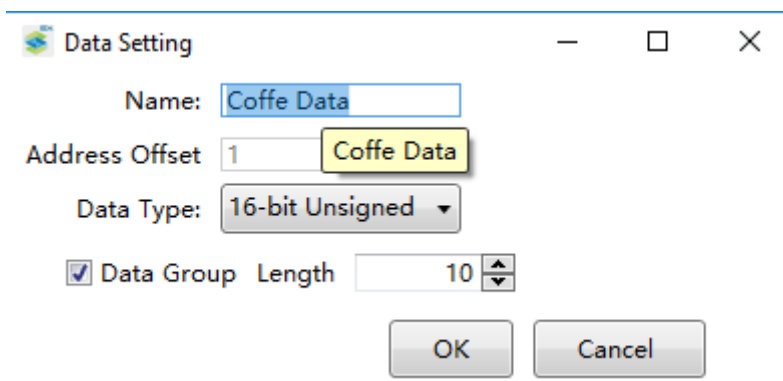 Data Setting
Name: Coffe Data
Coffe Data
Address Offset 1
Data Type: 16-bit Unsigned
Data Group Length 10
OK Cancel